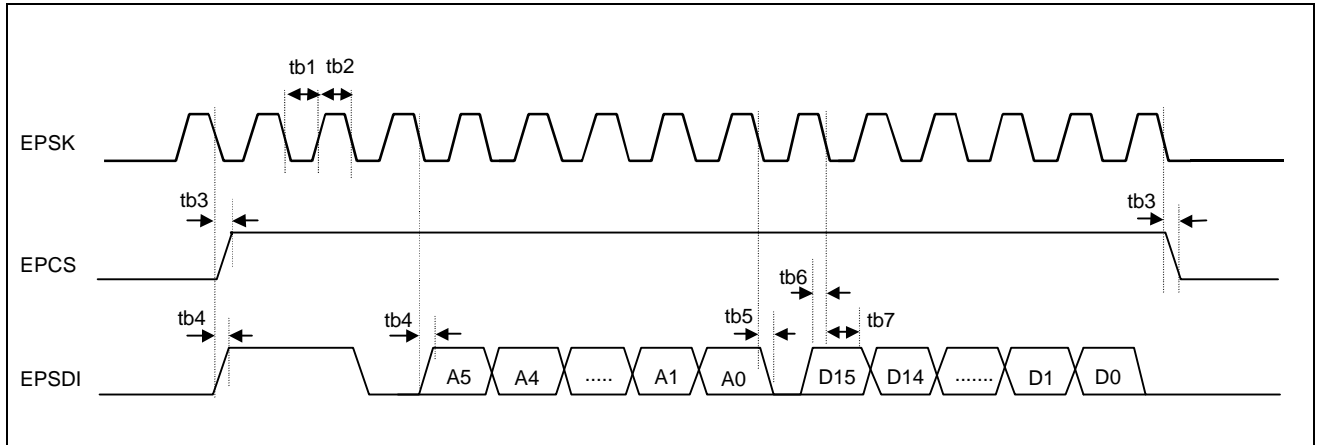 tb1 tb2
EPSK
tb3 tb3
EPCS
tb6
tb4 tb4 tb5 tb7
EPSDI A5 A4 ..... A1 A0 D15 D14 ....... D1 D0